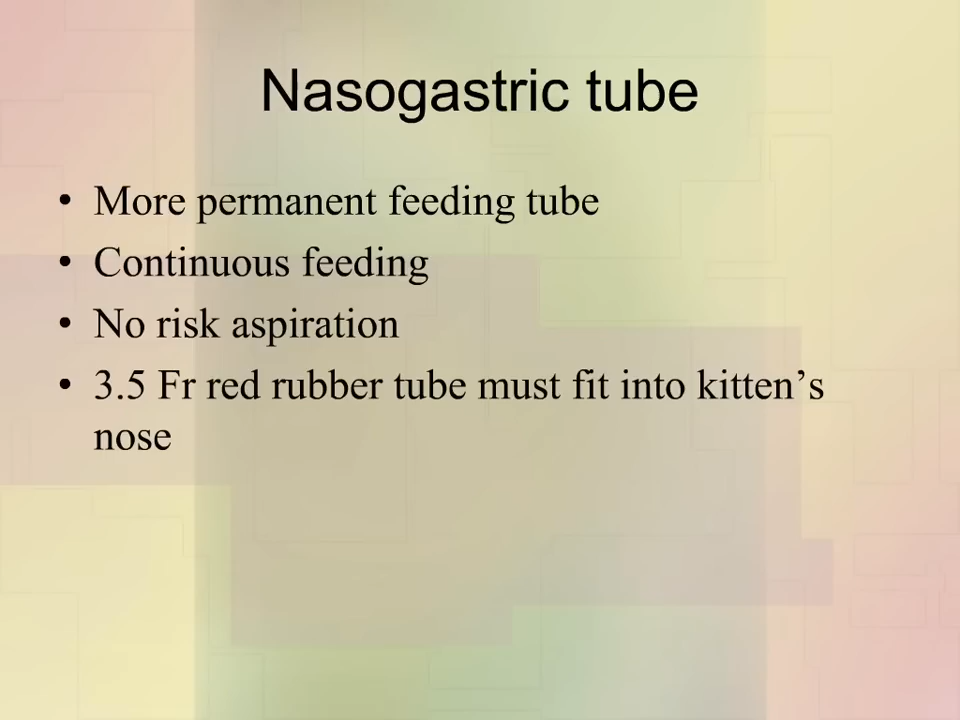 Nasogastric tube
• More permanent feeding tube
• Continuous feeding
• No risk aspiration
• 3.5 Fr red rubber tube must fit into kitten’s
nose